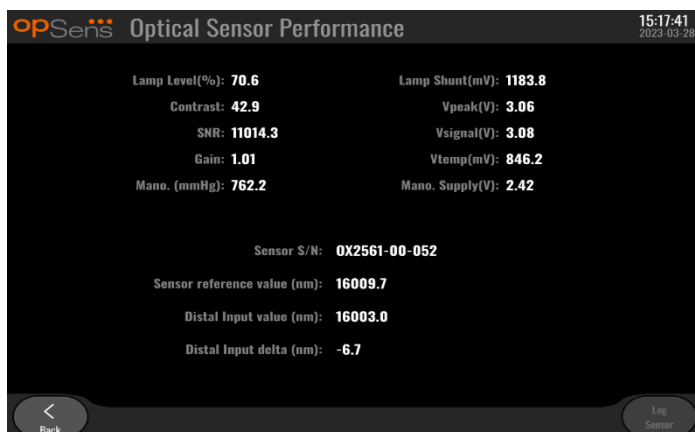 opSens Optical Sensor Performance 15:17:41
2023-03-28
Lamp Level(%): 70.6 Lamp Shunt(mV): 1183.8
Contrast: 42.9 Vpeak(V): 3.06
SNR: 11014.3 Vsignal(V): 3.08
Gain: 1.01 Vtemp(mV): 846.2
Mano. (mmHg): 762.2 Mano. Supply(V): 2.42
Sensor S/N: OX2561-00-052
Sensor reference value (nm): 16009.7
Distal Input value (nm): 16003.0
Distal Input delta (nm): -6.7
Back Log
Sensor